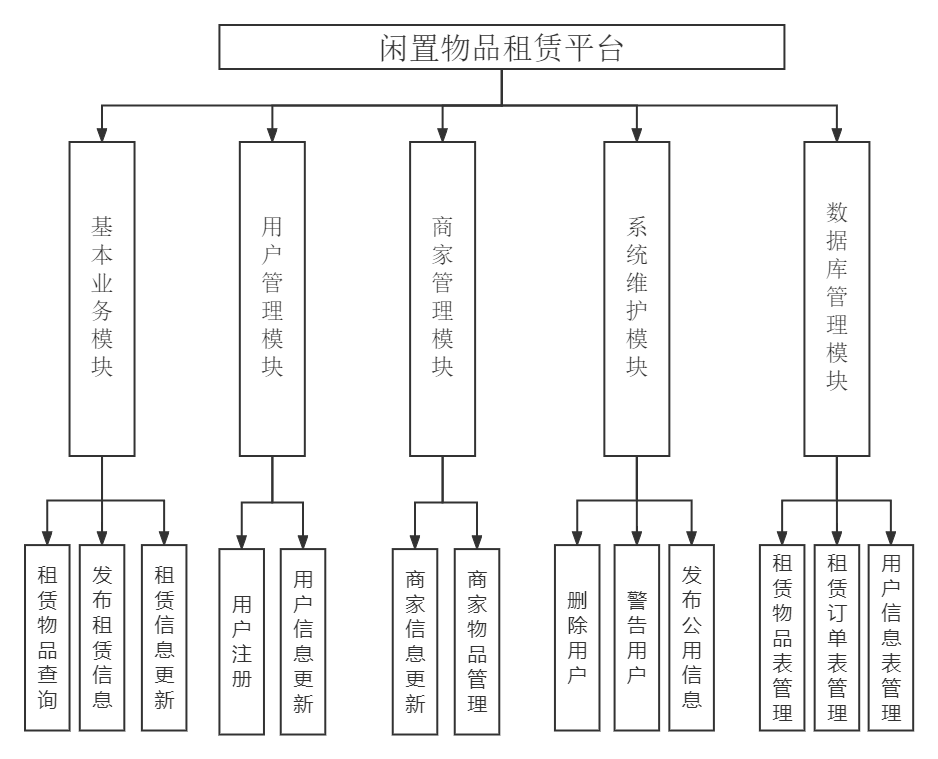 闲置物品租赁平台
基本业务模块
用户管理模块
商家管理模块
系统维护模块
数据库管理模块
租赁物品查询
发布租赁信息
租赁信息更新
用户注册
用户信息更新
商家信息更新
商家物品管理
删除用户
警告用户
发布公用信息
租赁物品表管理
租赁订单表管理
用户信息表管理